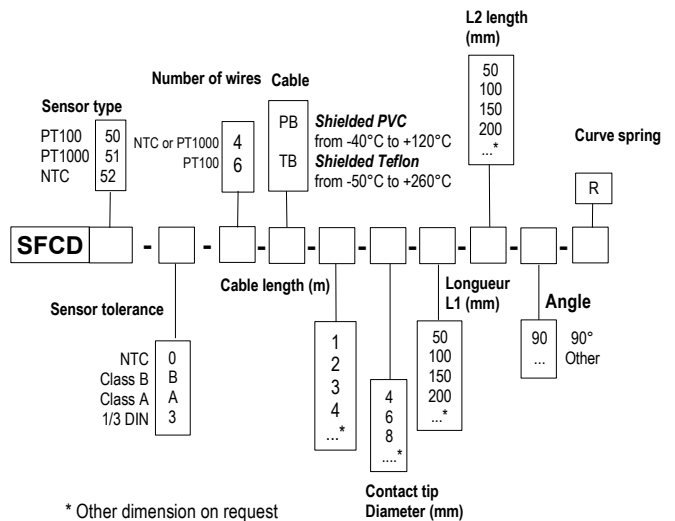 L2 length
(mm)
50
100
150
200
...*
Number of wires
Cable
Sensor type
PT100 50
PT1000 51
NTC 52
NTC or PT1000 4
PT100 6
PB Shielded PVC
from -40°C to +120°C
TB Shielded Teflon
from -50°C to +260°C
Curve spring
R
SFCD - - - - - - - - -
Sensor tolerance
NTC 0
Class B B
Class A A
1/3 DIN 3
Cable length (m)
1
2
3
4
...*
4
6
8
....*
Contact tip
Diameter (mm)
Longueur
L1 (mm)
50
100
150
200
...*
Angle
90 90°
... Other
* Other dimension on request